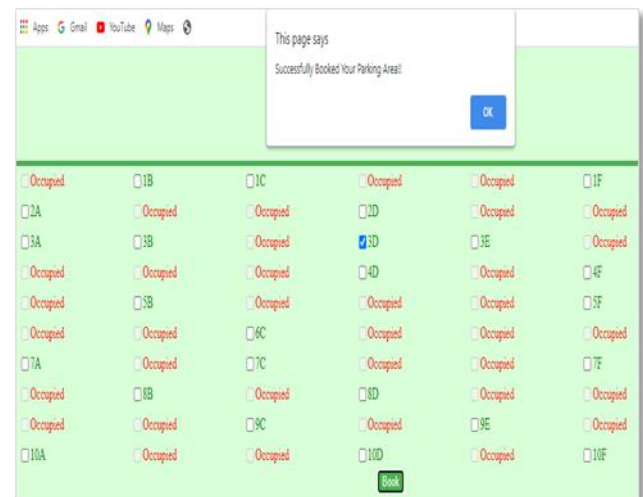 Apps Gmail YouTube Maps
This page says
Successfully Booked Your Parking Area!!
OK
Occupied 1B 1C Occupied Occupied 1F
2A Occupied Occupied 2D Occupied Occupied
3A 3B Occupied 3D 3E Occupied
Occupied Occupied Occupied 4D Occupied 4F
Occupied 5B Occupied Occupied Occupied 5F
Occupied Occupied 6C Occupied Occupied Occupied
7A Occupied 7C Occupied Occupied 7F
Occupied 8B Occupied 8D Occupied Occupied
Occupied Occupied 9C Occupied 9E Occupied
10A Occupied Occupied 10D Occupied 10F
Book